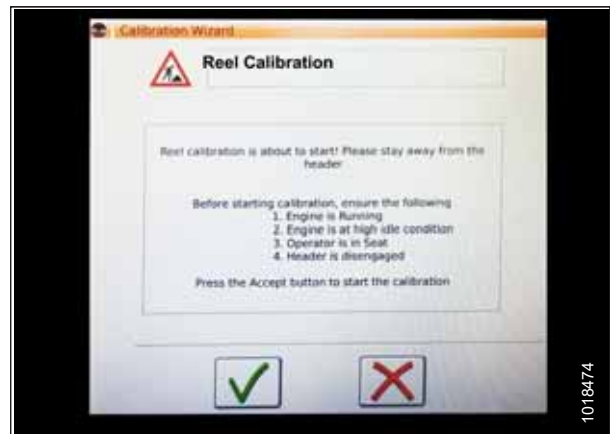 Calibration Wizard
Reel Calibration
Reel calibration is about to start! Please stay away from the
header
Before starting calibration, ensure the following
1. Engine is Running
2. Engine is at high idle condition
3. Operator is in Seat
4. Header is disengaged
Press the Accept button to start the calibration
1018474